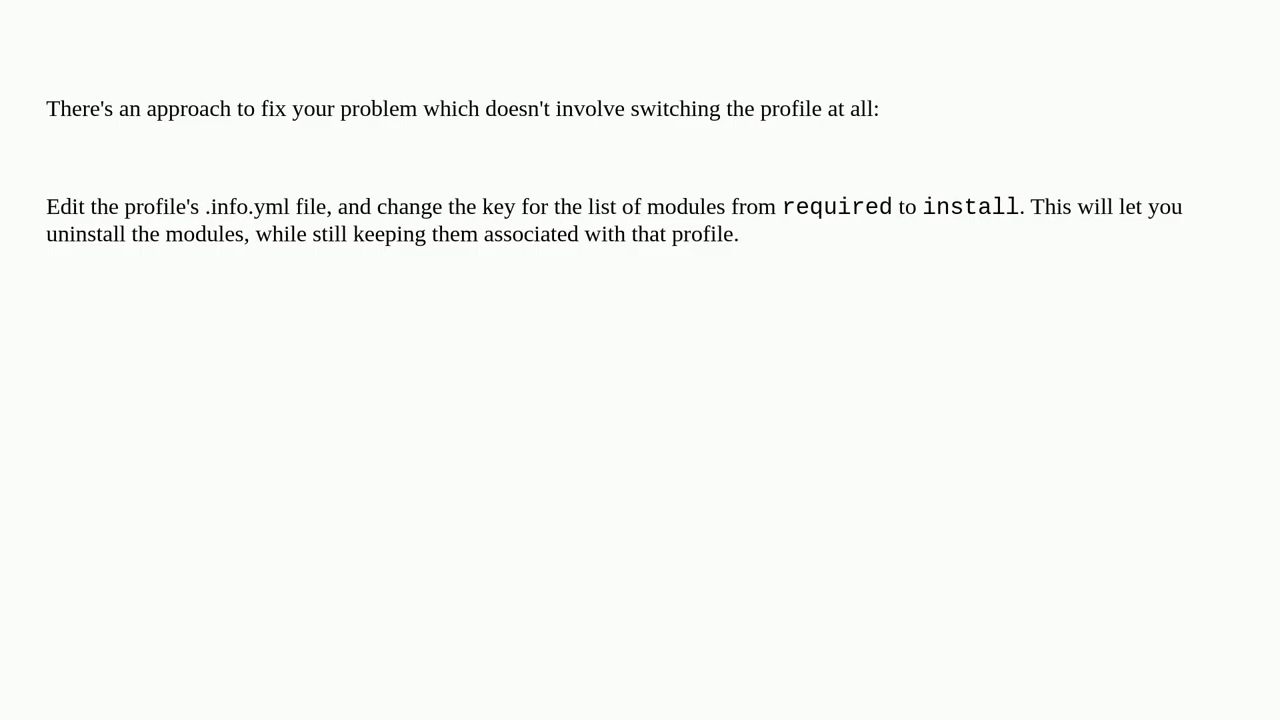 There's an approach to fix your problem which doesn't involve switching the profile at all:
Edit the profile's .info.yml file, and change the key for the list of modules from required to install. This will let you
uninstall the modules, while still keeping them associated with that profile.